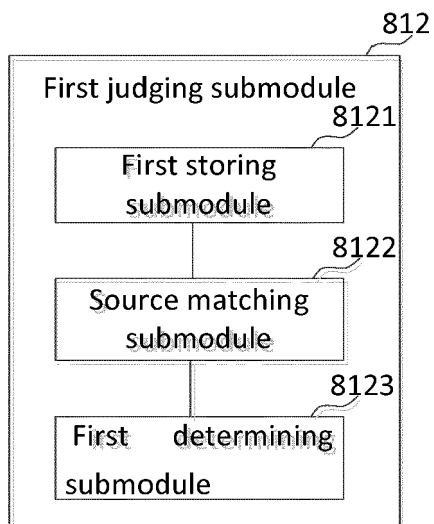 812
First judging submodule
8121
First storing
submodule
8122
Source matching
submodule
8123
First determining
submodule